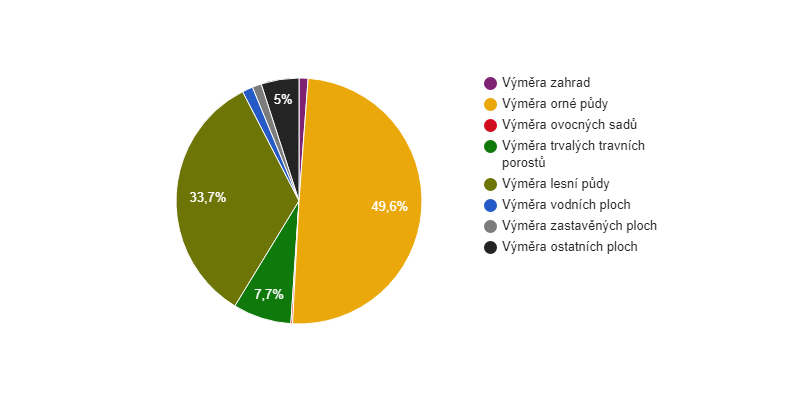 5%
33,7%
49,6%
7,7%
Výměra zahrad
Výměra orné půdy
Výměra ovocných sadů
Výměra trvalých travních
porostů
Výměra lesní půdy
Výměra vodních ploch
Výměra zastavěných ploch
Výměra ostatních ploch